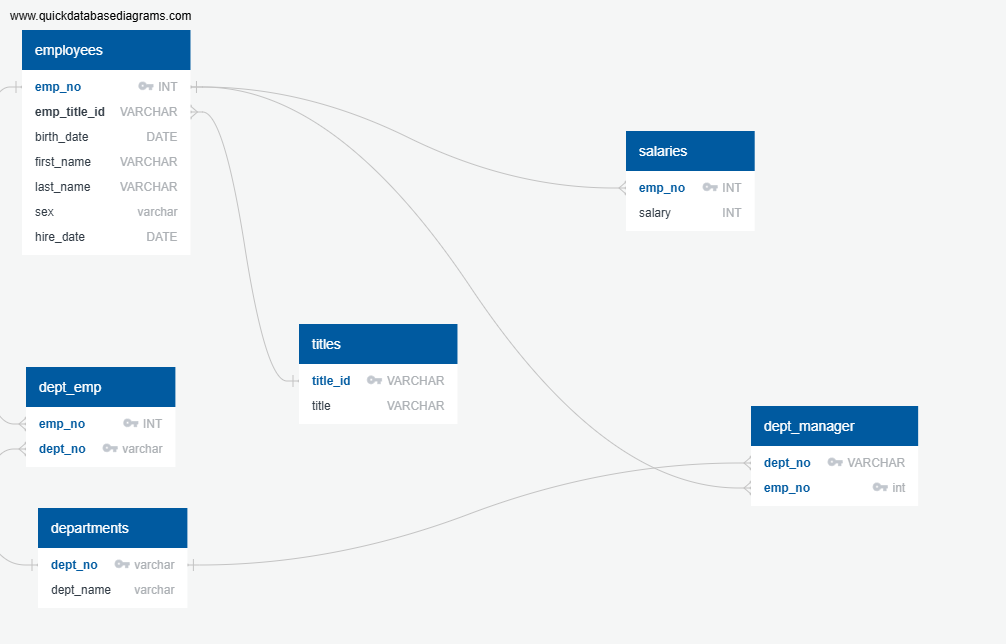 www.quickdatabasediagrams.com
employees
emp_no INT
emp_title_id VARCHAR
birth_date DATE
first_name VARCHAR
last_name VARCHAR
sex varchar
hire_date DATE
salaries
emp_no INT
salary INT
titles
title_id VARCHAR
title VARCHAR
dept_emp
emp_no INT
dept_no varchar
dept_manager
dept_no VARCHAR
emp_no int
departments
dept_no varchar
dept_name varchar